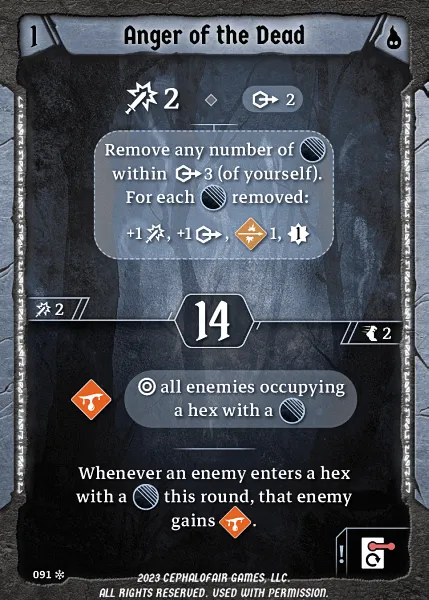 1 Anger of the Dead
2 2
Remove any number of
within 3 (of yourself).
For each removed:
+1 , +1 , 1, 1
2
14
2
all enemies occupying
a hex with a
Whenever an enemy enters a hex
with a this round, that enemy
gains .
!
091
2023 CEPHALOFAIR GAMES, LLC.
ALL RIGHTS RESERVED. USED WITH PERMISSION.